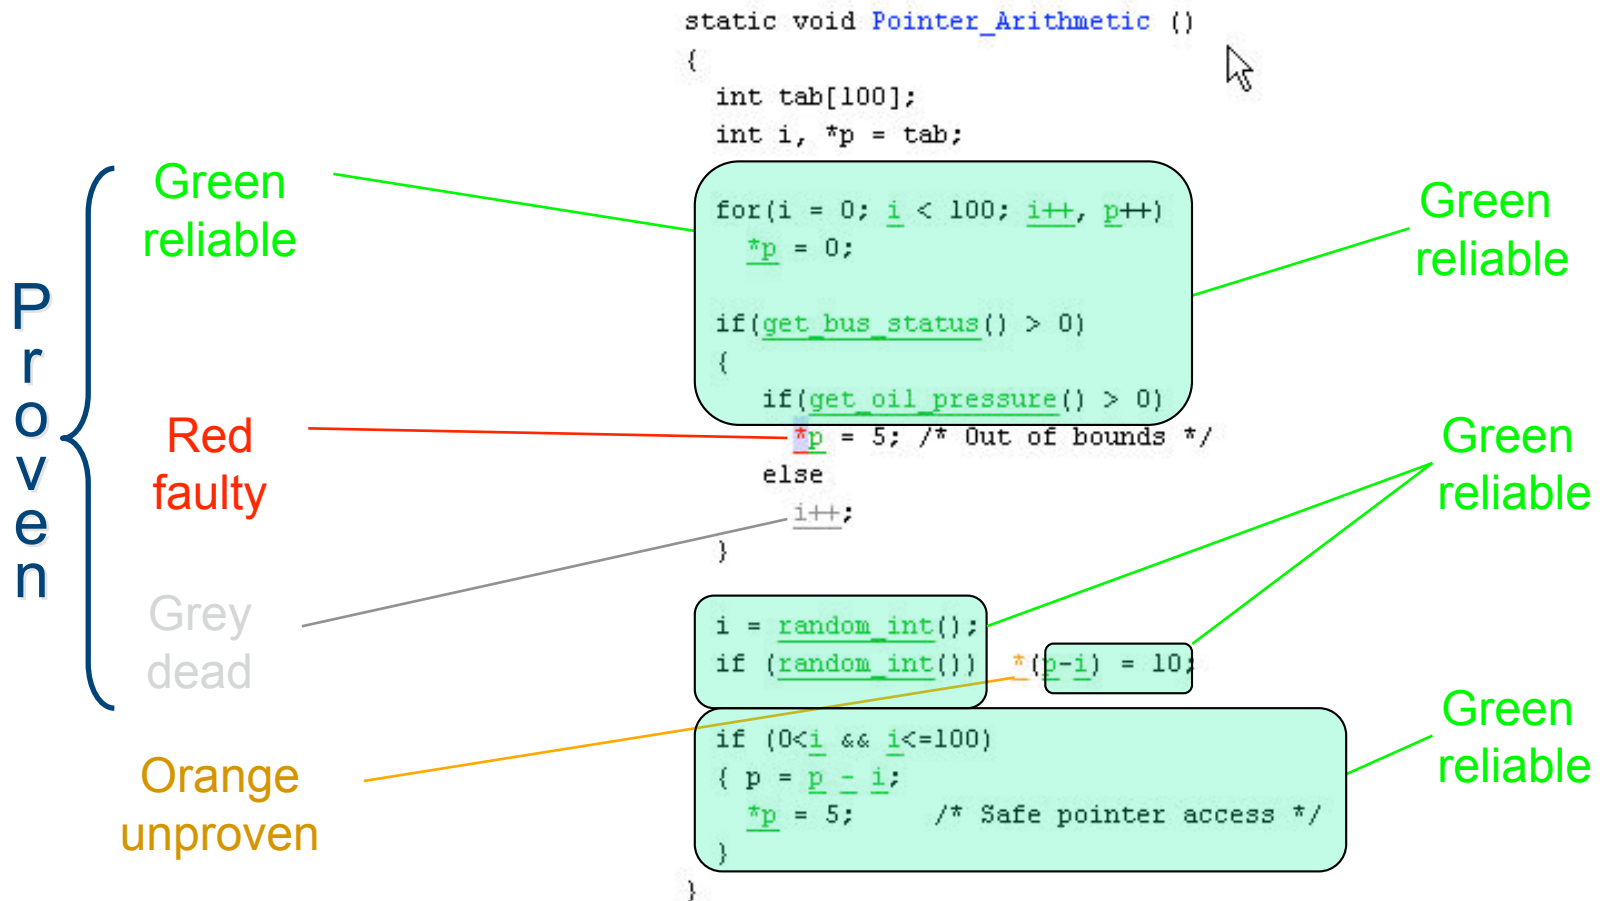 static void Pointer_Arithmetic ()
{
int tab[100];
int i, *p = tab;
for(i = 0; i < 100; i++, p++)
*p = 0;
if(get_bus_status() > 0)
{
if(get_oil_pressure() > 0)
*p = 5; /* Out of bounds */
else
i++;
}
i = random_int();
if (random_int()) *(p-i) = 10;
if (0<i && i<=100)
{ p = p - i;
*p = 5; /* Safe pointer access */
}
}
Proven
Green
reliable
Red
faulty
Grey
dead
Orange
unproven
Green
reliable
Green
reliable
Green
reliable